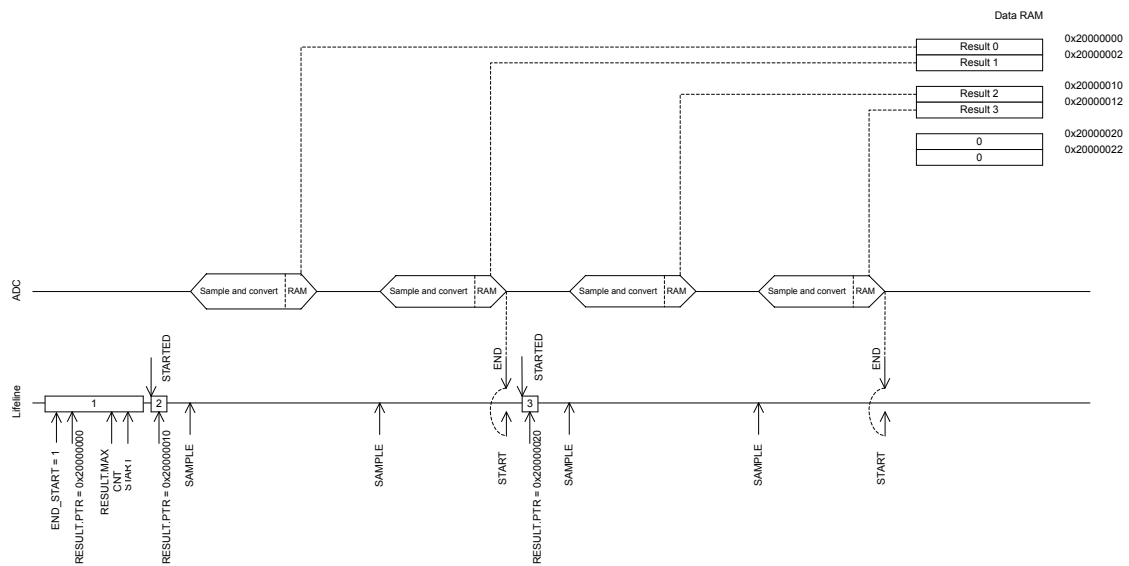 Data RAM
0x20000000
Result 0
0x20000002
Result 1
0x20000010
Result 2
0x20000012
Result 3
0x20000020
0
0x20000022
0
ADC
Sample and convert
RAM
Sample and convert
RAM
Sample and convert
RAM
Sample and convert
RAM
STARTED
END
STARTED
END
Lifeline
1
2
3
END_START = 1
RESULT.PTR = 0x20000000
RESULT.MAX
CNT
START
RESULT.PTR = 0x20000010
SAMPLE
SAMPLE
START
RESULT.PTR = 0x20000020
SAMPLE
SAMPLE
START